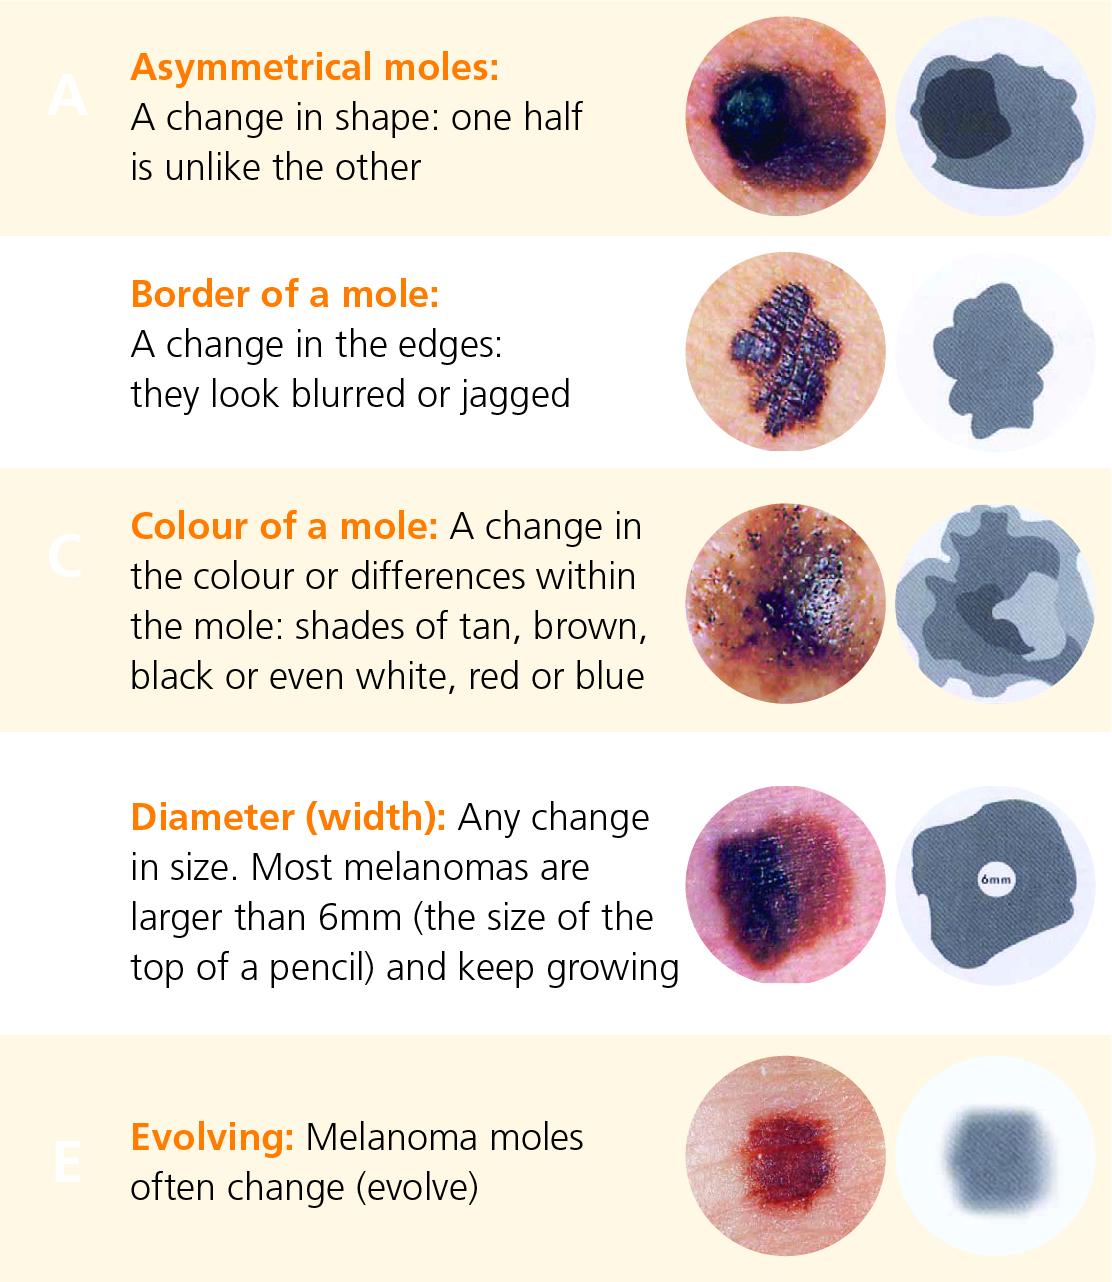 A
Asymmetrical moles:
A change in shape: one half
is unlike the other
Border of a mole:
A change in the edges:
they look blurred or jagged
C
Colour of a mole: A change in
the colour or differences within
the mole: shades of tan, brown,
black or even white, red or blue
Diameter (width): Any change
in size. Most melanomas are
larger than 6mm (the size of the
top of a pencil) and keep growing
6mm
E
Evolving: Melanoma moles
often change (evolve)